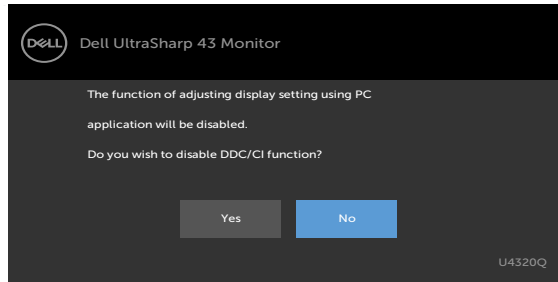 DELL
Dell UltraSharp 43 Monitor
The function of adjusting display setting using PC
application will be disabled.
Do you wish to disable DDC/CI function?
Yes
No
U4320Q